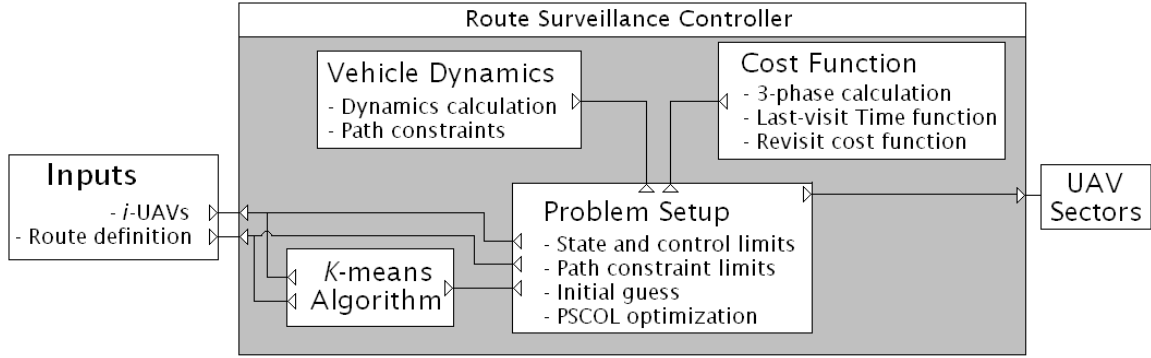 Route Surveillance Controller
Vehicle Dynamics
- Dynamics calculation
- Path constraints
Cost Function
- 3-phase calculation
- Last-visit Time function
- Revisit cost function
Inputs
- i-UAVs
- Route definition
K-means
Algorithm
Problem Setup
- State and control limits
- Path constraint limits
- Initial guess
- PSCOL optimization
UAV
Sectors